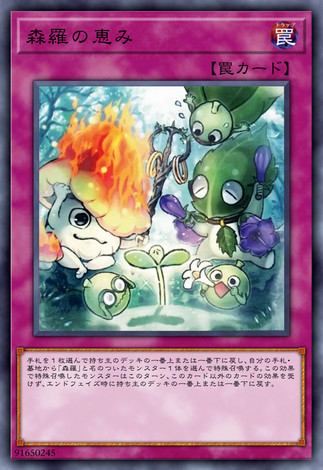 森羅の恵み
トラップ
罠
【罠カード】
手札を1枚選んで持ち主のデッキの一番上または一番下に戻し、自分の手札・
墓地から「森羅」と名のついたモンスター1体を選んで特殊召喚する。この効果
で特殊召喚したモンスターはこのターン、このカード以外のカードの効果を受
けず、エンドフェイズ時に持ち主のデッキの一番上または一番下に戻す。
91650245